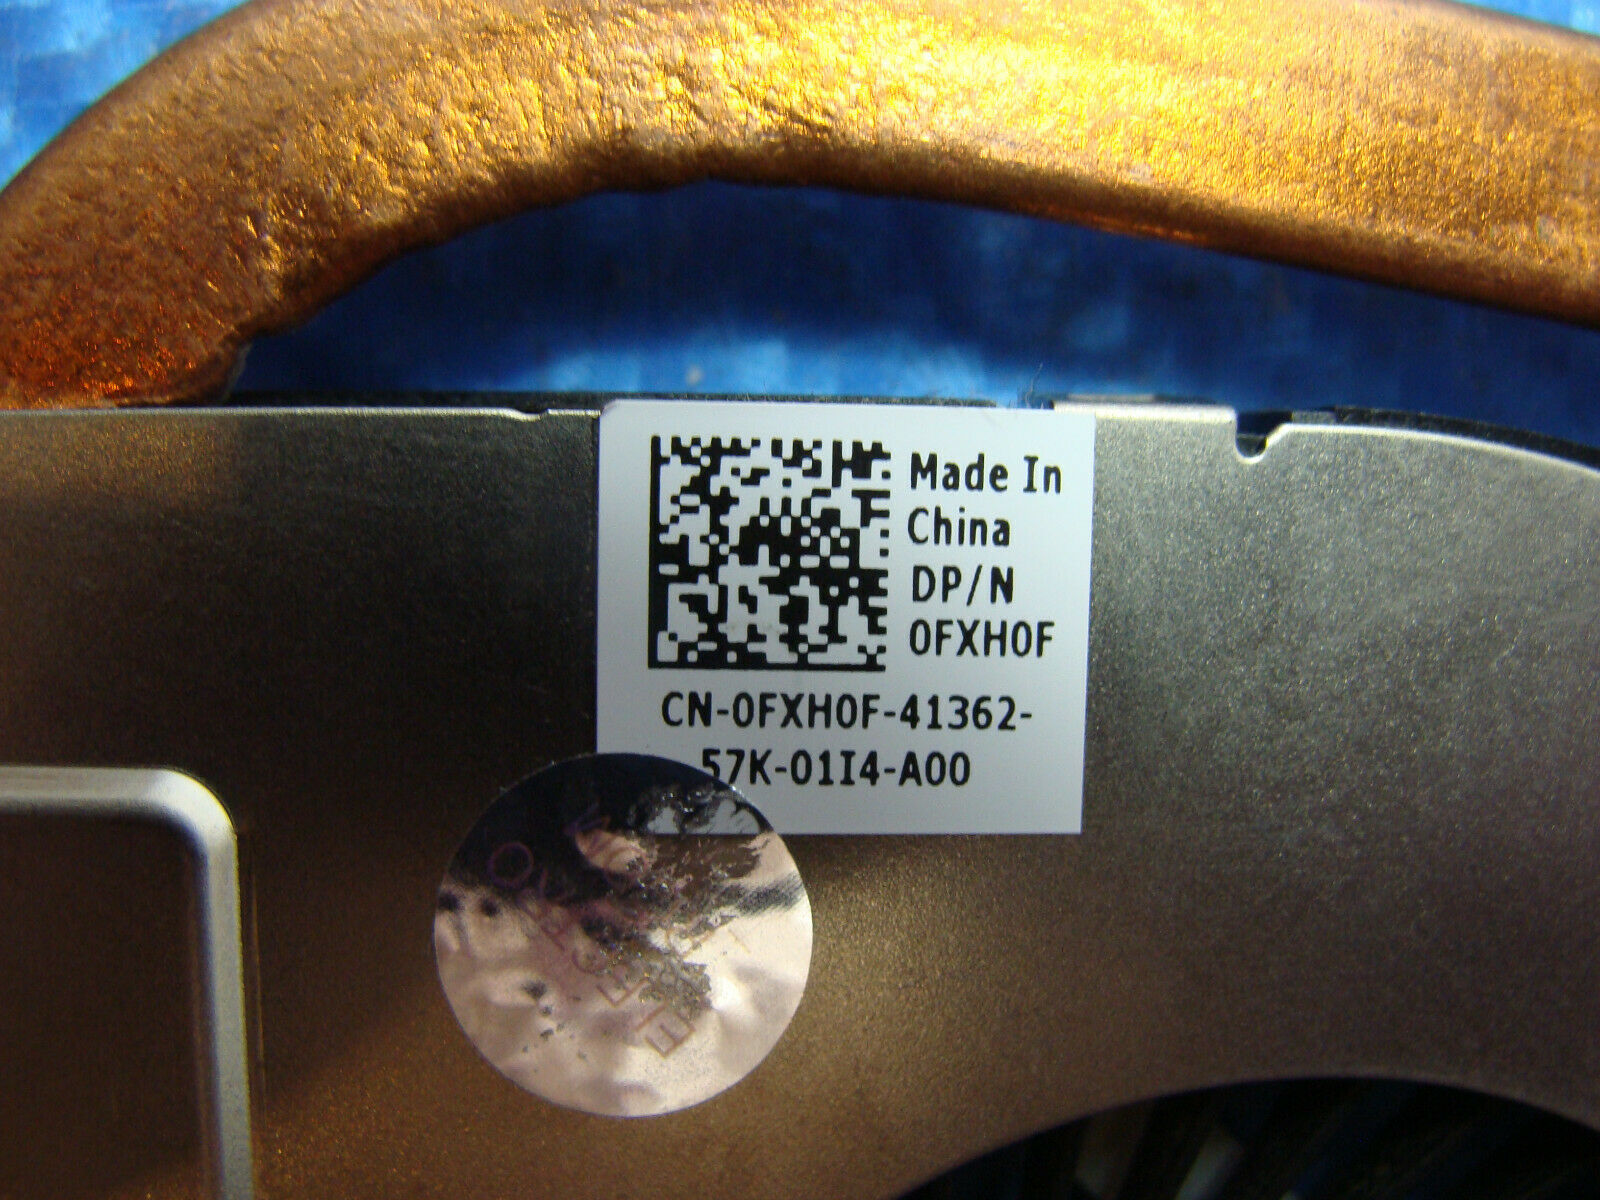 Made In
China
DP/N
0FXH0F
CN-0FXH0F-41362-
57K-01I4-A00